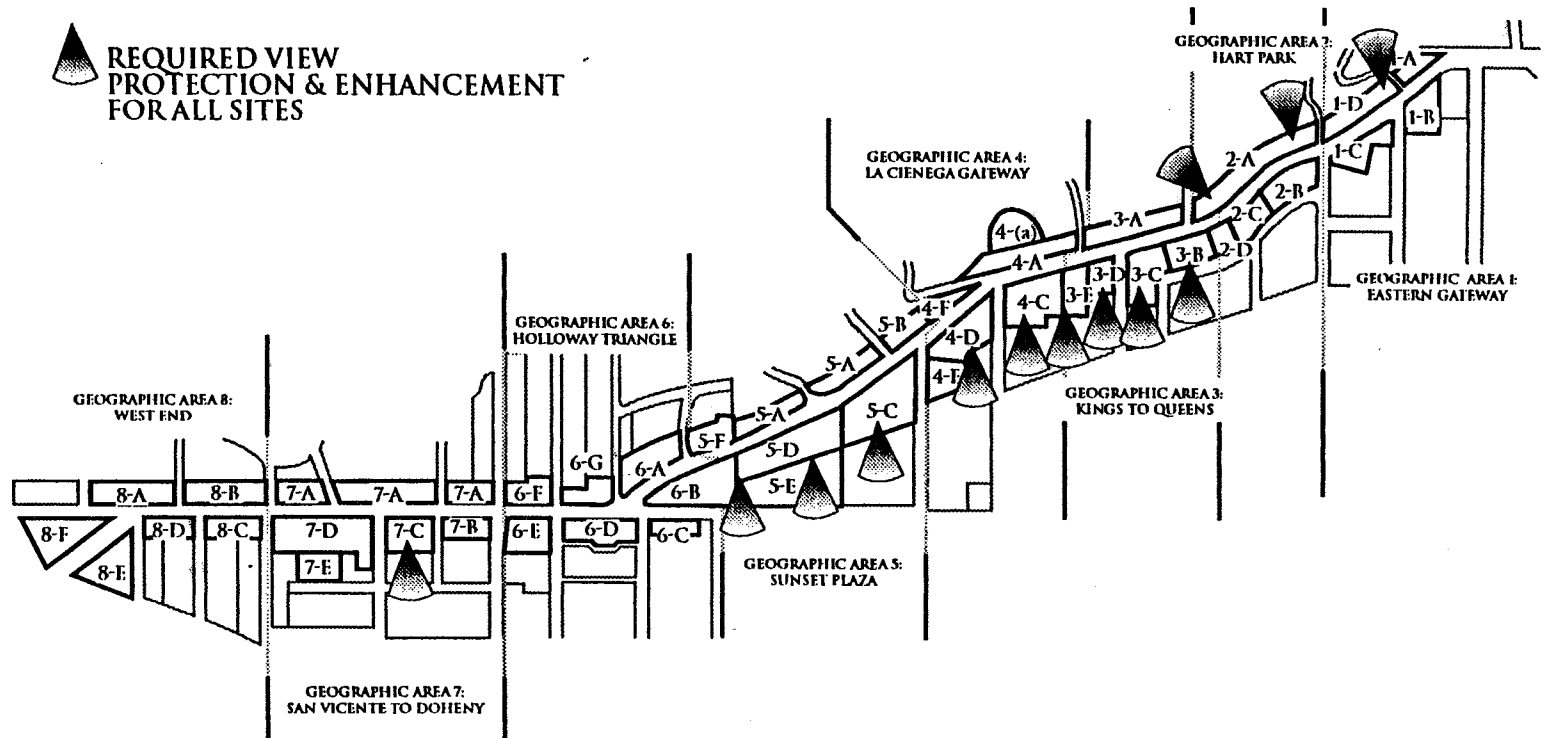 REQUIRED VIEW
PROTECTION & ENHANCEMENT
FOR ALL SITES
GEOGRAPHIC AREA
HART PARK
-A
1-D
1-B
1-C
GEOGRAPHIC AREA 4:
LA CIENEGA GATEWAY
2-A
2-B
2-C
2-D
3-A
4-(a)
4-A
3-B
3-D
3-C
3-E
4-C
GEOGRAPHIC AREA 1:
EASTERN GATEWAY
4-F
5-B
4-D
GEOGRAPHIC AREA 6:
HOLLOWAY TRIANGLE
5-A
GEOGRAPHIC AREA 3:
KINGS TO QUEENS
GEOGRAPHIC AREA 8:
WEST END
5-A
5-C
5-F
5-D
6-G
6-A
5-E
8-A
8-B
7-A
7-A
7-A
6-F
6-B
8-F
8-D
8-C
7-D
7-C
7-B
6-E
6-D
6-C
8-E
7-E
GEOGRAPHIC AREA 5:
SUNSET PLAZA
GEOGRAPHIC AREA 7:
SAN VICENTE TO DOHENY